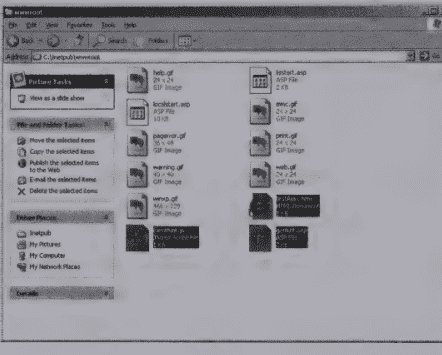 wwwroot
File Edit View Favorites Tools Help
Back Search Folders
Address C:\Inetpub\wwwroot
Picture Tasks
View as a slide show
File and Folder Tasks
Move the selected items
Copy the selected items
Publish the selected items
to the Web
E-mail the selected items
Delete the selected items
Other Places
Inetpub
My Pictures
My Computer
My Network Places
Details
help.gif
GIF Image
iisstart.asp
ASP File
2 KB
localstart.asp
ASP File
mmc.gif
24 x 24
GIF Image
pagerror.gif
36 x 48
GIF Image
print.gif
24 x 24
GIF Image
warning.gif
40 x 40
GIF Image
web.gif
24 x 24
GIF Image
winxp.gif
GIF Image
ASP File